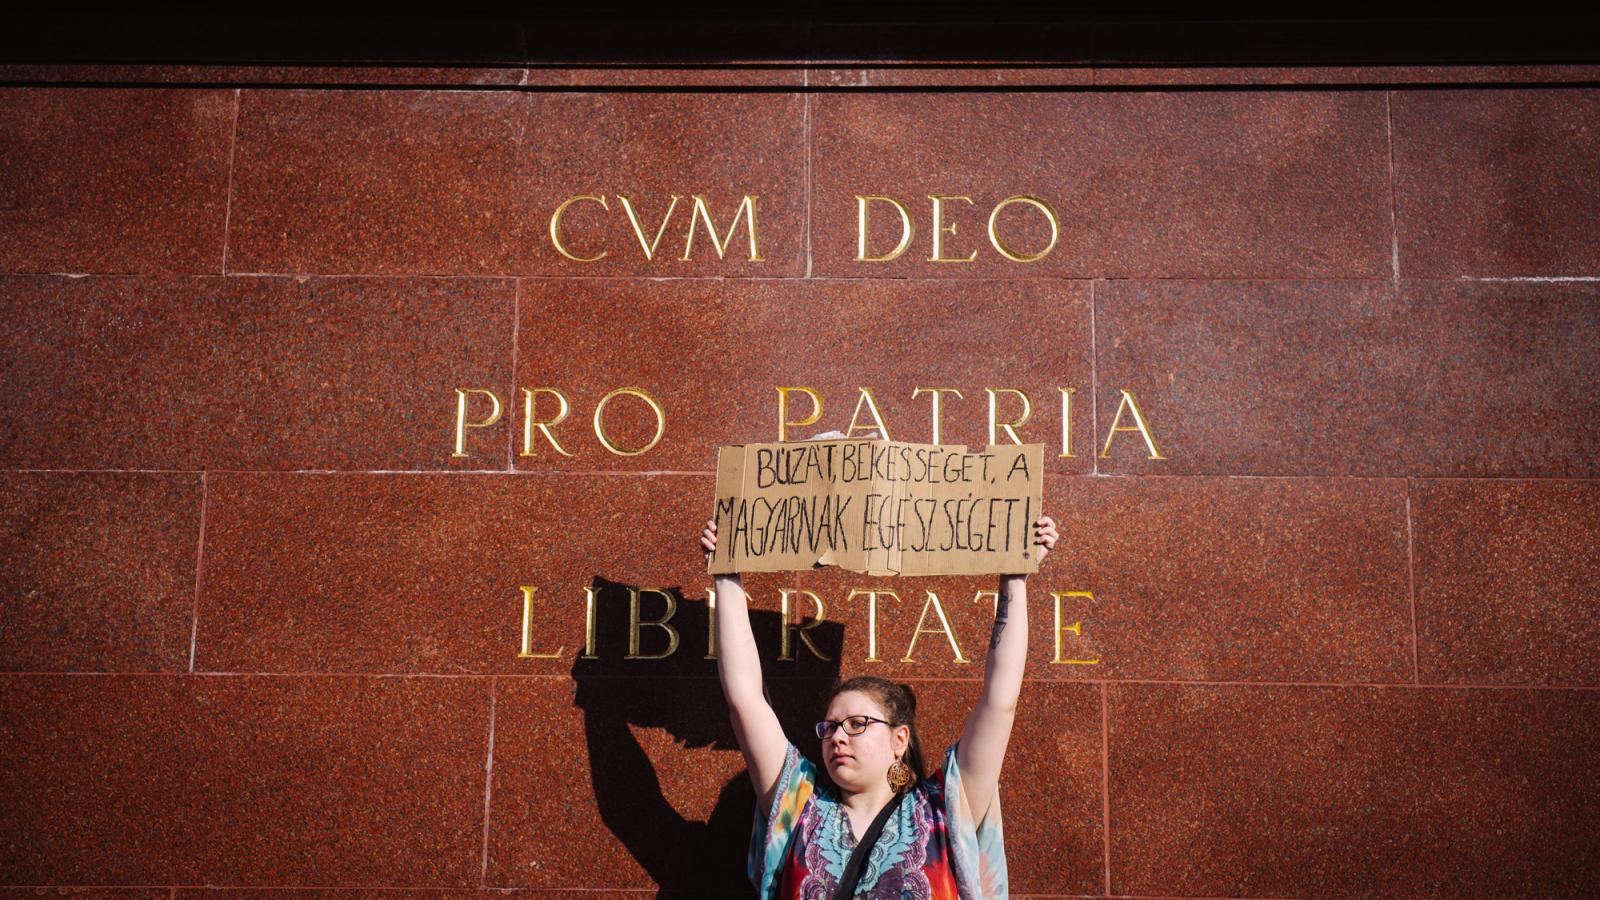 CVM DEO
PRO PATRIA
BÚZÁT, BÉKESSÉGET, A
MAGYARNAK EGÉSZSÉGET!
LIBERTATE